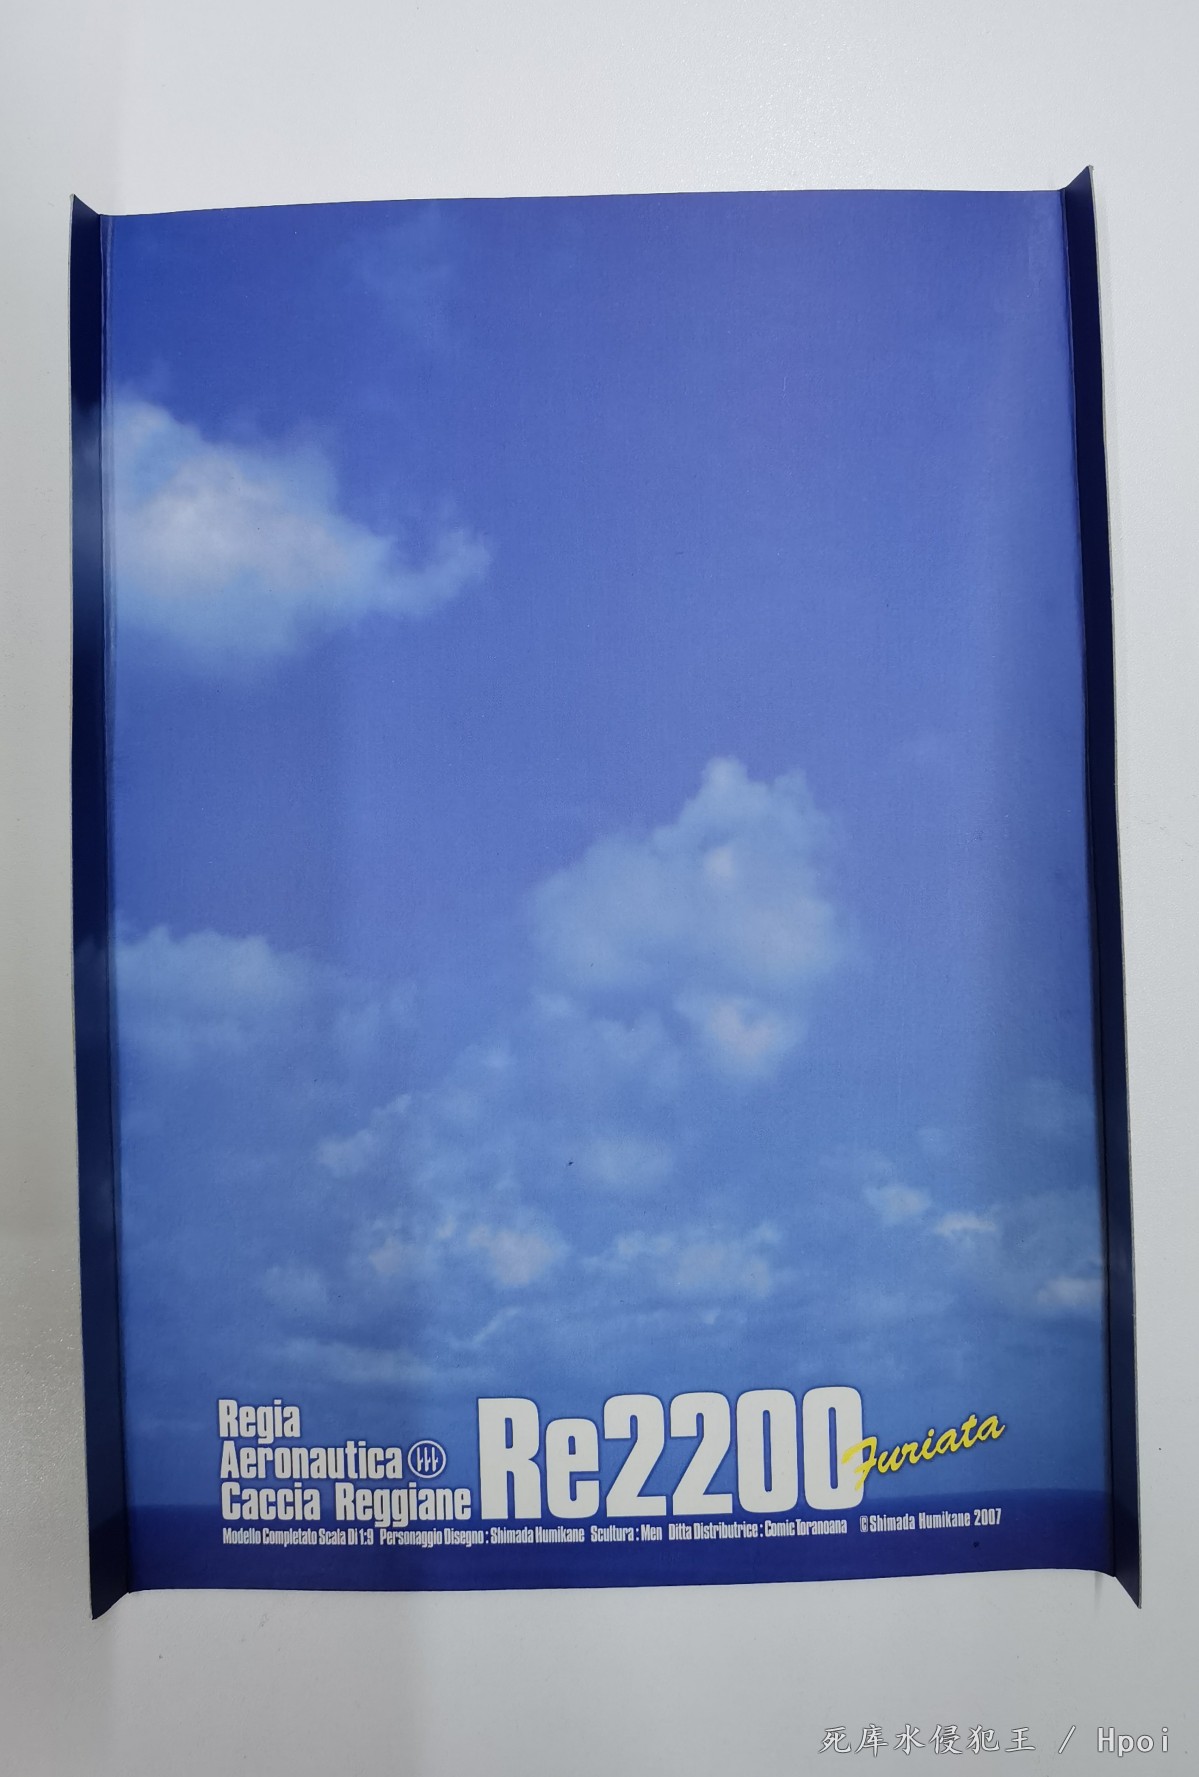 Regia
Aeronautica
Caccia Reggiane
Re2200
Furiata
Modello Completato Scala Di 1:9 Personaggio Disegno : Shimada Humikane Scultura : Men Ditta Distributrice : Comic Toranoana © Shimada Humikane 2007
死库水侵犯王 / Hpoi